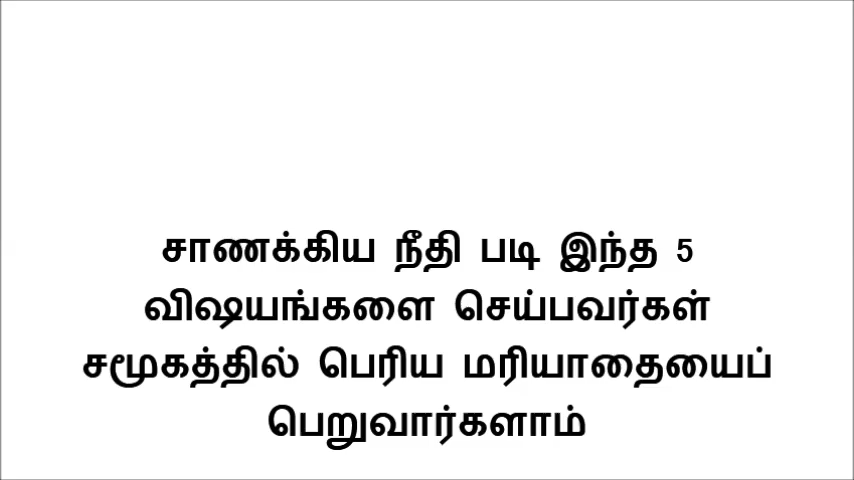 சாணக்கிய நீதி படி இந்த 5
விஷயங்களை செய்பவர்கள்
சமூகத்தில் பெரிய மரியாதையைப்
பெறுவார்களாம்